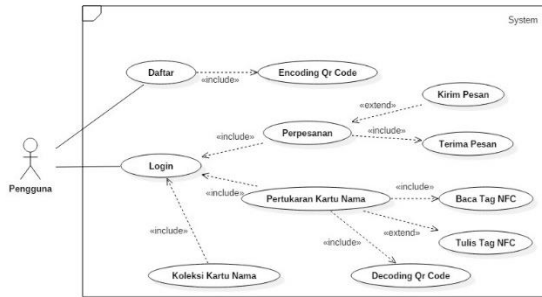 System
Daftar
«include»
Encoding Qr Code
Kirim Pesan
«extend»
Perpesanan
«include»
«include»
Terima Pesan
Pengguna
Login
«include»
Pertukaran Kartu Nama
«include»
Baca Tag NFC
«extend»
Tulis Tag NFC
«include»
«include»
Koleksi Kartu Nama
Decoding Qr Code